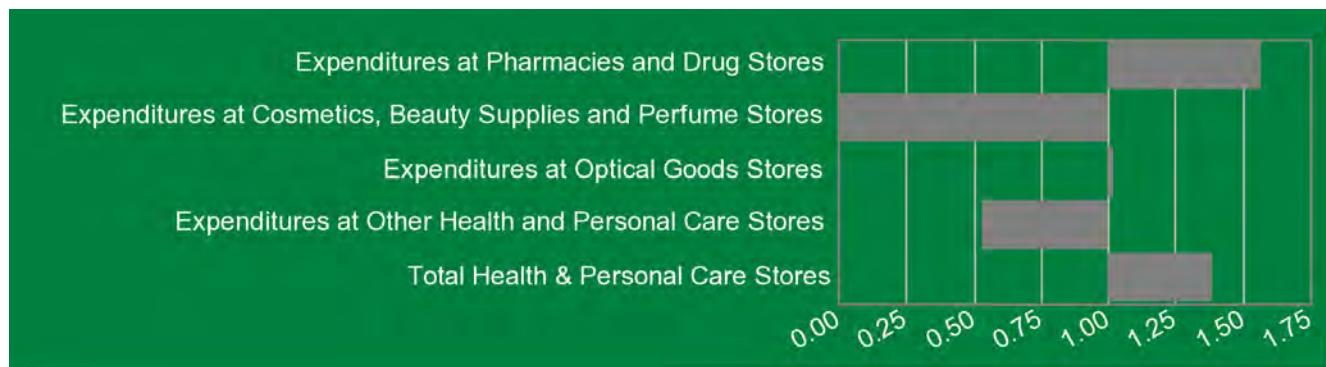 Expenditures at Pharmacies and Drug Stores
Expenditures at Cosmetics, Beauty Supplies and Perfume Stores
Expenditures at Optical Goods Stores
Expenditures at Other Health and Personal Care Stores
Total Health & Personal Care Stores
0.00 0.25 0.50 0.75 1.00 1.25 1.50 1.75